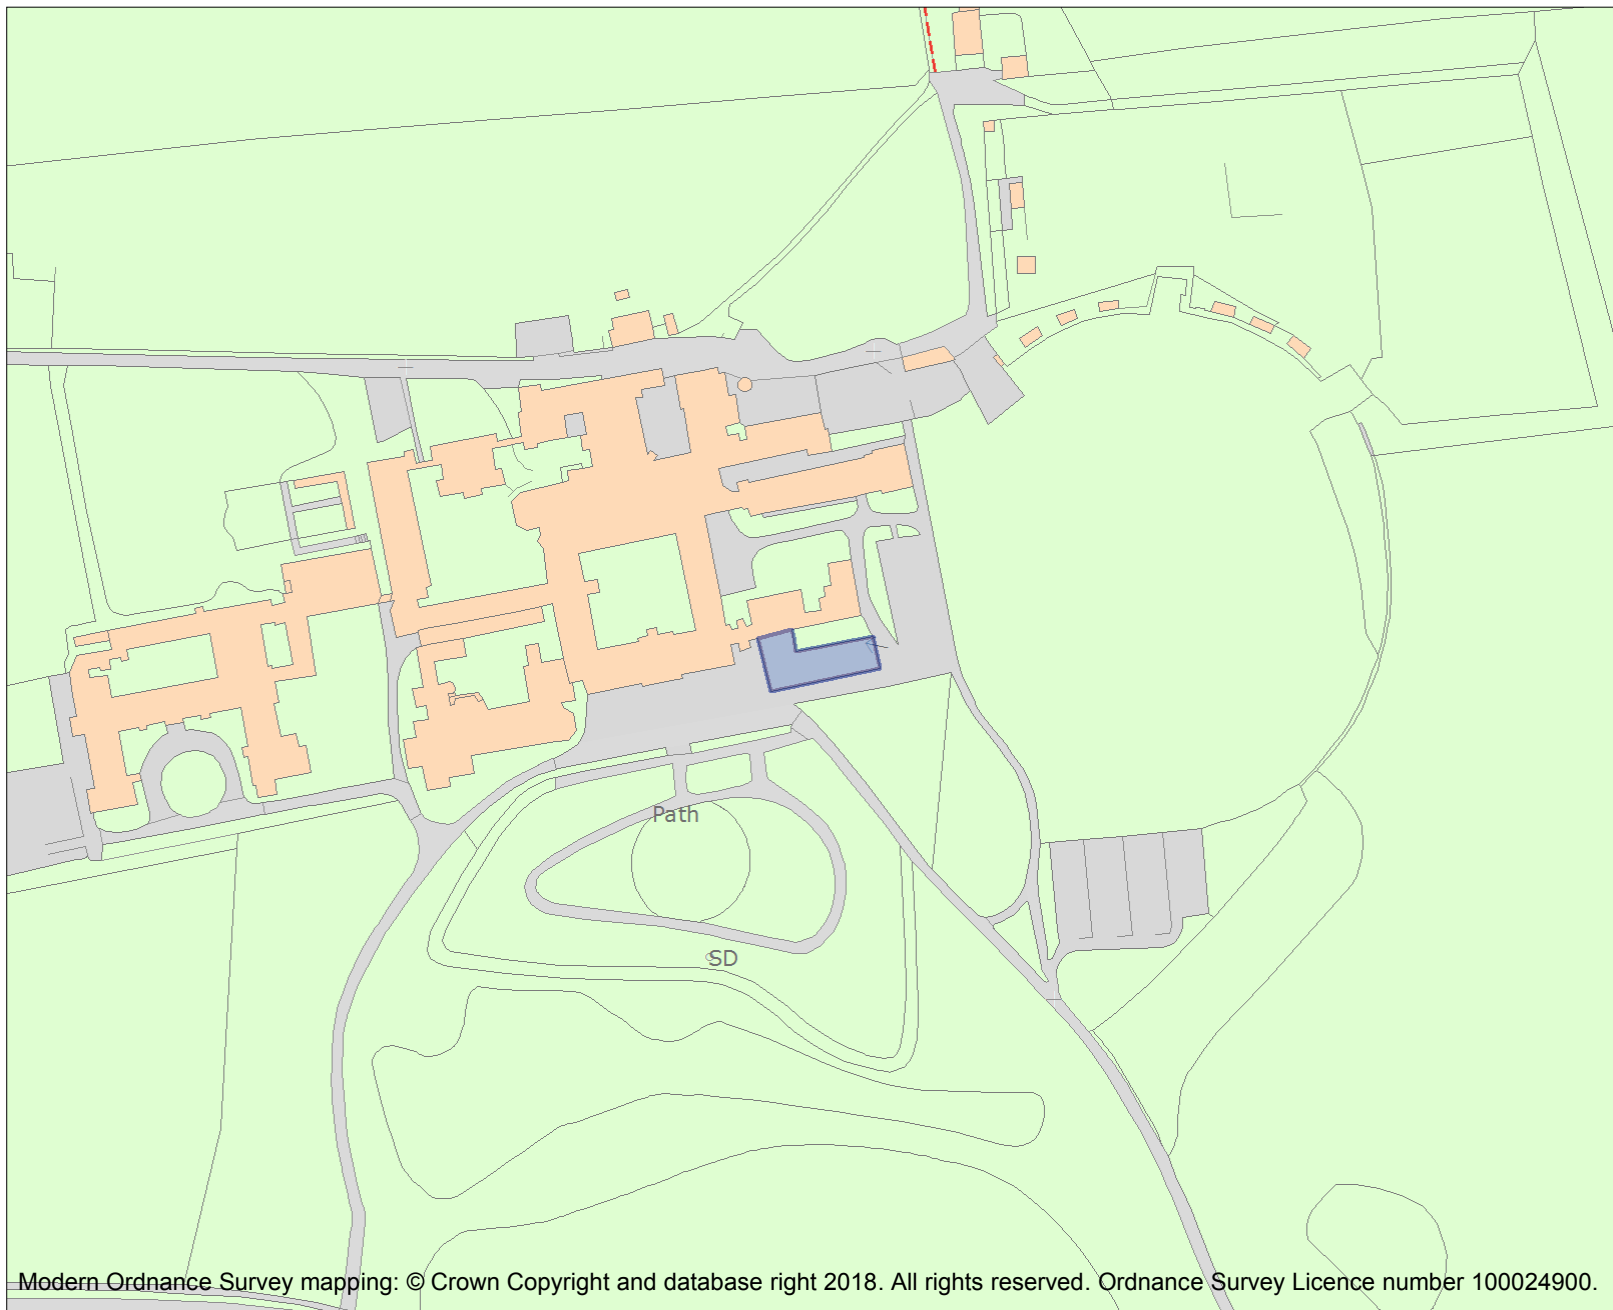 Path
SD
Modern Ordnance Survey mapping: © Crown Copyright and database right 2018. All rights reserved. Ordnance Survey Licence number 100024900.